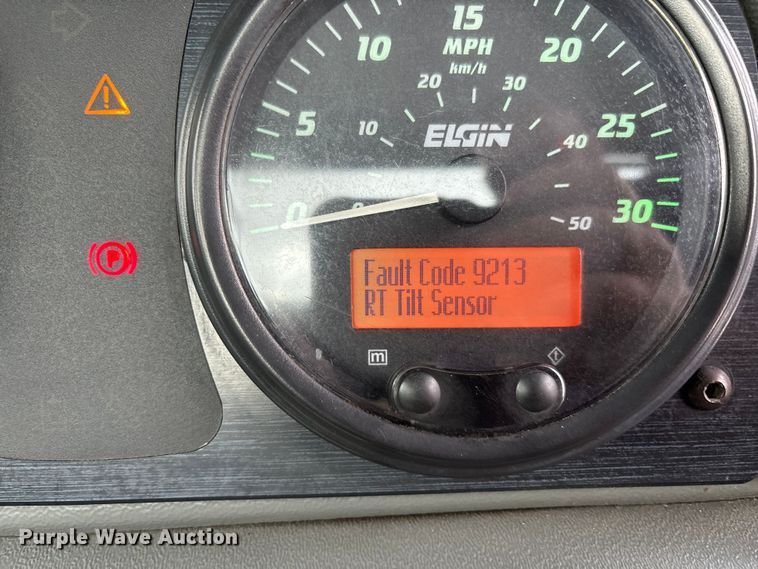 15
10 MPH 20
km/h
20 30
5 10 ELGIN 40 25
0 0 50 30
Fault Code 9213
RT Tilt Sensor
m
P
Purple Wave Auction